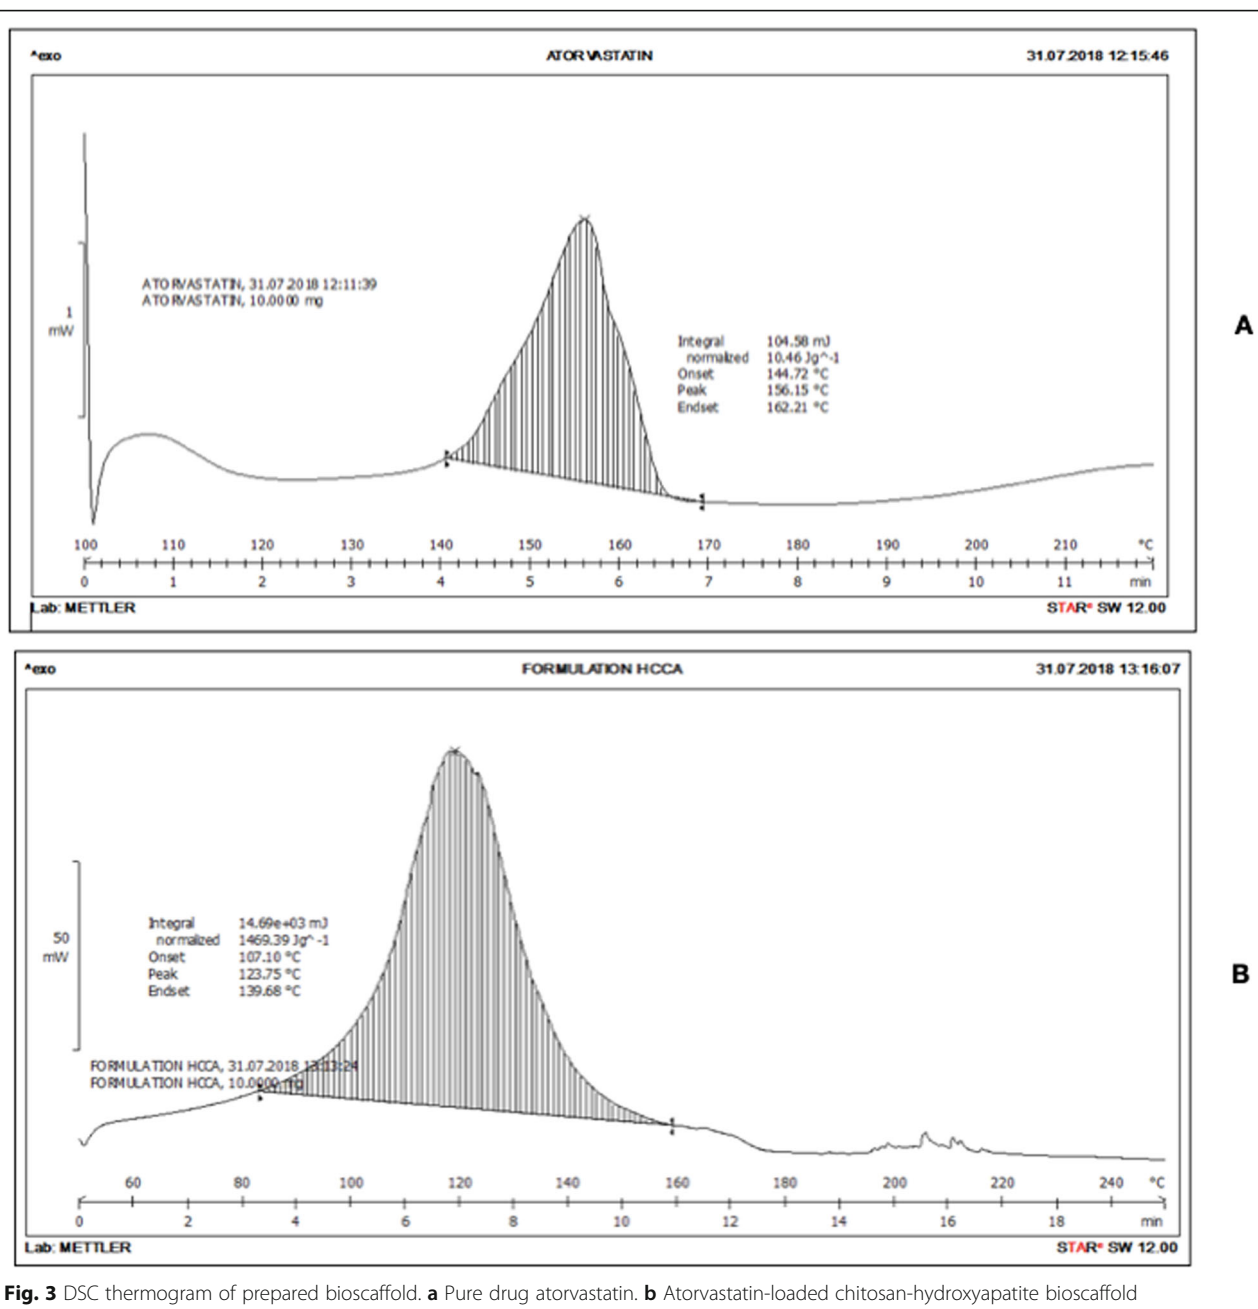 ^exo ATORVASTATIN 31.07.2018 12:15:46
ATORVASTATIN, 31.07.2018 12:11:39
ATORVASTATIN, 10.0000 mg
1
mW
A
Integral 104.58 mJ
normalized 10.46 Jg^-1
Onset 144.72 °C
Peak 156.15 °C
Endset 162.21 °C
100 110 120 130 140 150 160 170 180 190 200 210 °C
0 1 2 3 4 5 6 7 8 9 10 11 min
Lab: METTLER STARe SW 12.00
^exo FORMULATION HCCA 31.07.2018 13:16:07
Integral 14.69e+03 mJ
normalized 1469.39 Jg^-1
Onset 107.10 °C
Peak 123.75 °C
Endset 139.68 °C
50
mW
B
FORMULATION HCCA, 31.07.2018 13:13:24
FORMULATION HCCA, 10.0000 mg
60 80 100 120 140 160 180 200 220 240 °C
0 2 4 6 8 10 12 14 16 18 min
Lab: METTLER STARe SW 12.00
Fig. 3 DSC thermogram of prepared bioscaffold. a Pure drug atorvastatin. b Atorvastatin-loaded chitosan-hydroxyapatite bioscaffold